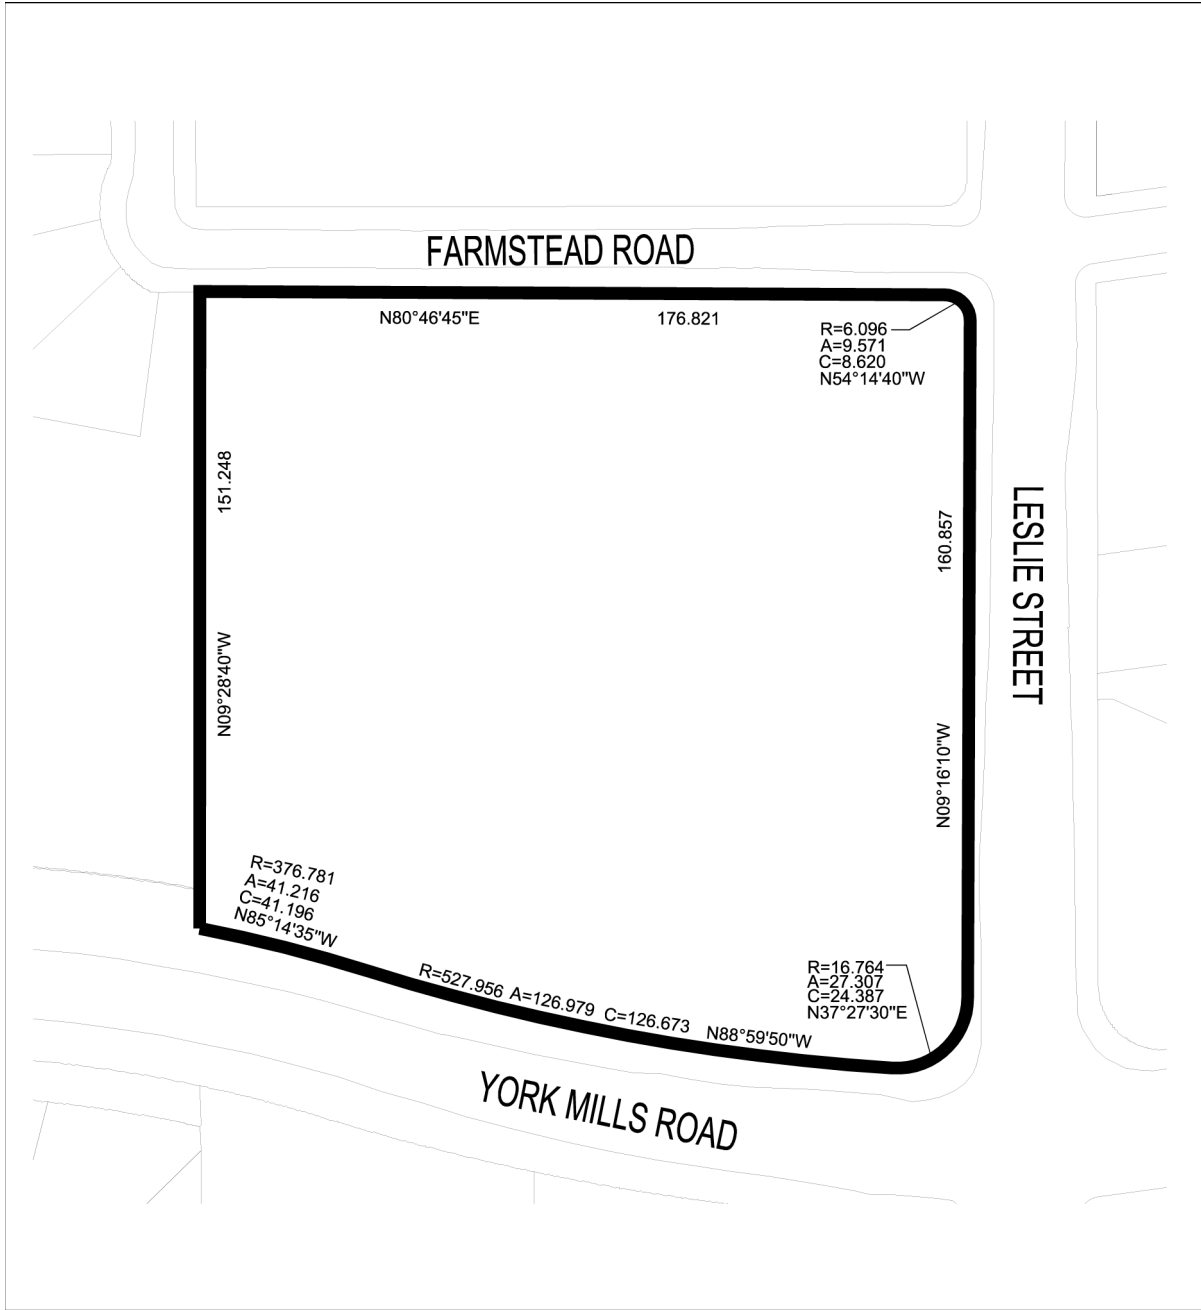 FARMSTEAD ROAD
N80°46'45"E 176.821
R=6.096
A=9.571
C=8.620
N54°14'40"W
151.248
N09°28'40"W
LESLIE STREET
160.857
N09°16'10"W
R=376.781
A=41.216
C=41.196
N85°14'35"W
R=527.956 A=126.979 C=126.673 N88°59'50"W
R=16.764
A=27.307
C=24.387
N37°27'30"E
YORK MILLS ROAD